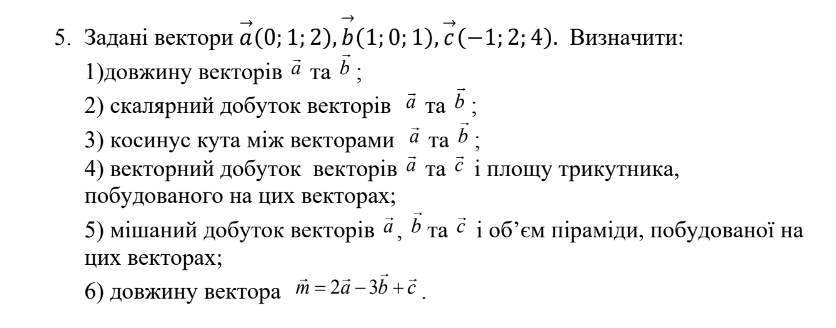 5. Задані вектори a⃗(0; 1; 2), b⃗(1; 0; 1), c⃗(−1; 2; 4). Визначити:
1)довжину векторів a⃗ та b⃗ ;
2) скалярний добуток векторів a⃗ та b⃗ ;
3) косинус кута між векторами a⃗ та b⃗ ;
4) векторний добуток векторів a⃗ та c⃗ і площу трикутника,
побудованого на цих векторах;
5) мішаний добуток векторів a⃗ , b⃗ та c⃗ і об’єм піраміди, побудованої на
цих векторах;
6) довжину вектора m⃗ = 2a⃗ − 3b⃗ + c⃗ .